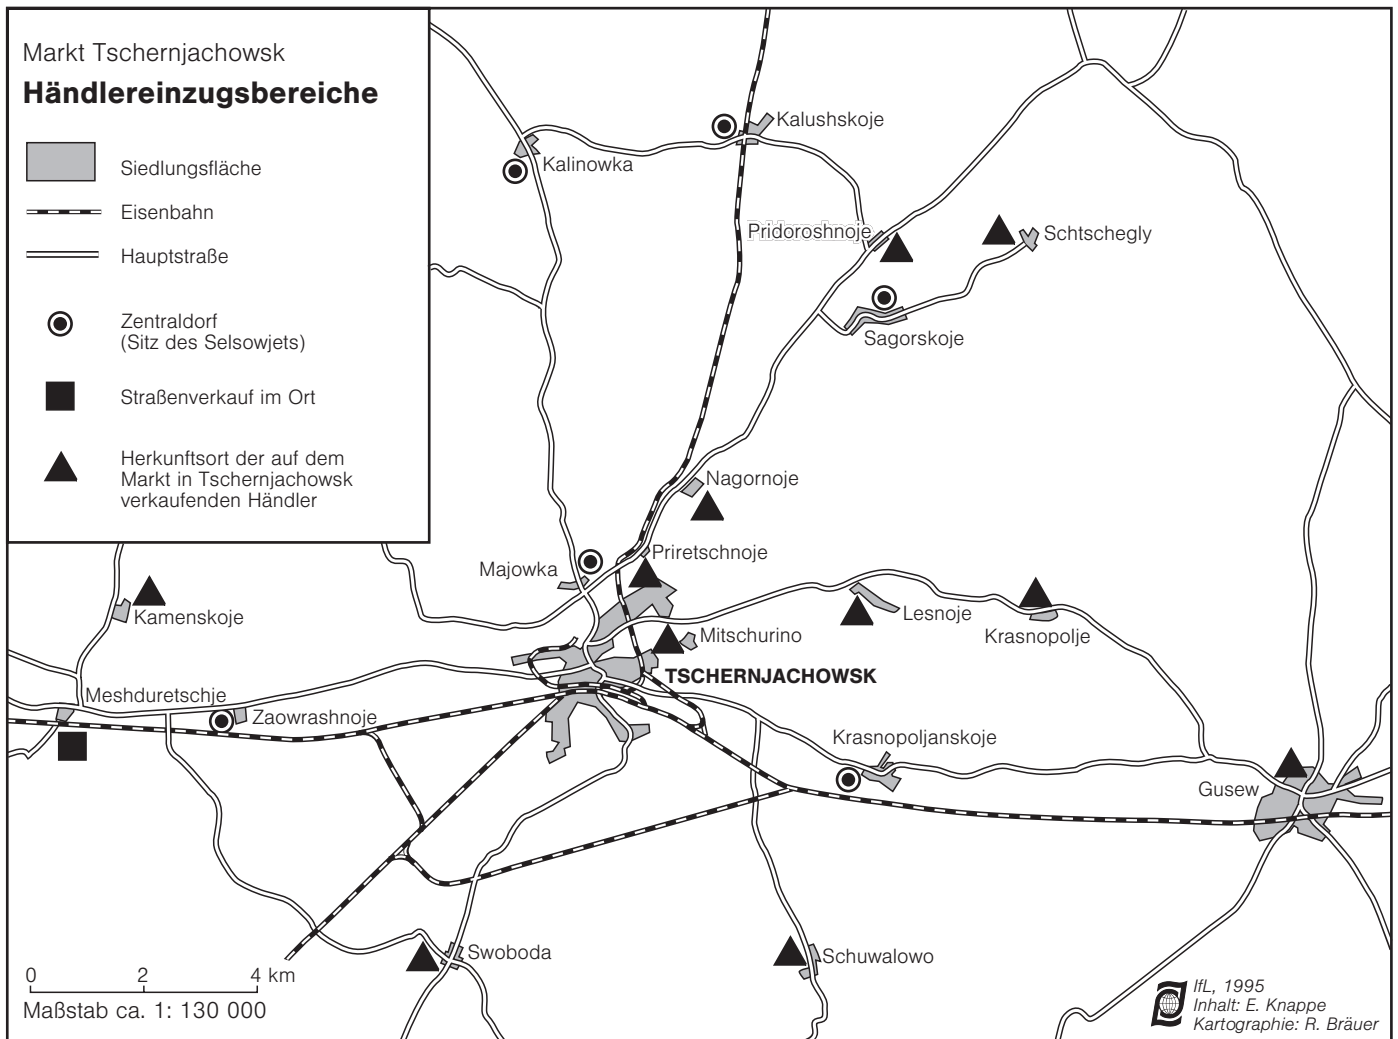 Markt Tschernjachowsk
Händlereinzugsbereiche
Siedlungsfläche
Eisenbahn
Hauptstraße
Zentraldorf
(Sitz des Selsowjets)
Straßenverkauf im Ort
Herkunftsort der auf dem
Markt in Tschernjachowsk
verkaufenden Händler
Kalushskoje
Kalinowka
Pridoroshnoje
Schtschegly
Sagorskoje
Nagornoje
Priretschnoje
Majowka
Kamenskoje
Lesnoje
Krasnopolje
Mitschurino
TSCHERNJACHOWSK
Meshduretschje
Zaowrashnoje
Krasnopoljanskoje
Gusew
Swoboda
Schuwalowo
0 2 4 km
Maßstab ca. 1: 130 000
IfL, 1995
Inhalt: E. Knappe
Kartographie: R. Bräuer